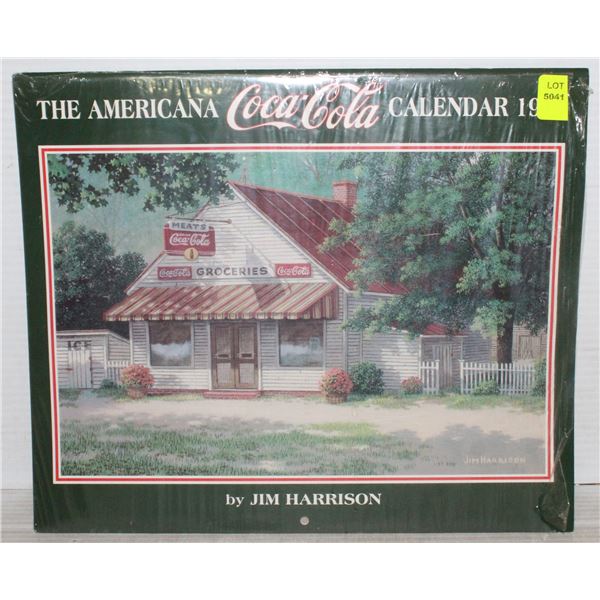 LOT
5041
THE AMERICANA Coca-Cola CALENDAR 19
MEATS
Coca-Cola
Coca-Cola GROCERIES Coca-Cola
ICE
JIM HARRISON
by JIM HARRISON